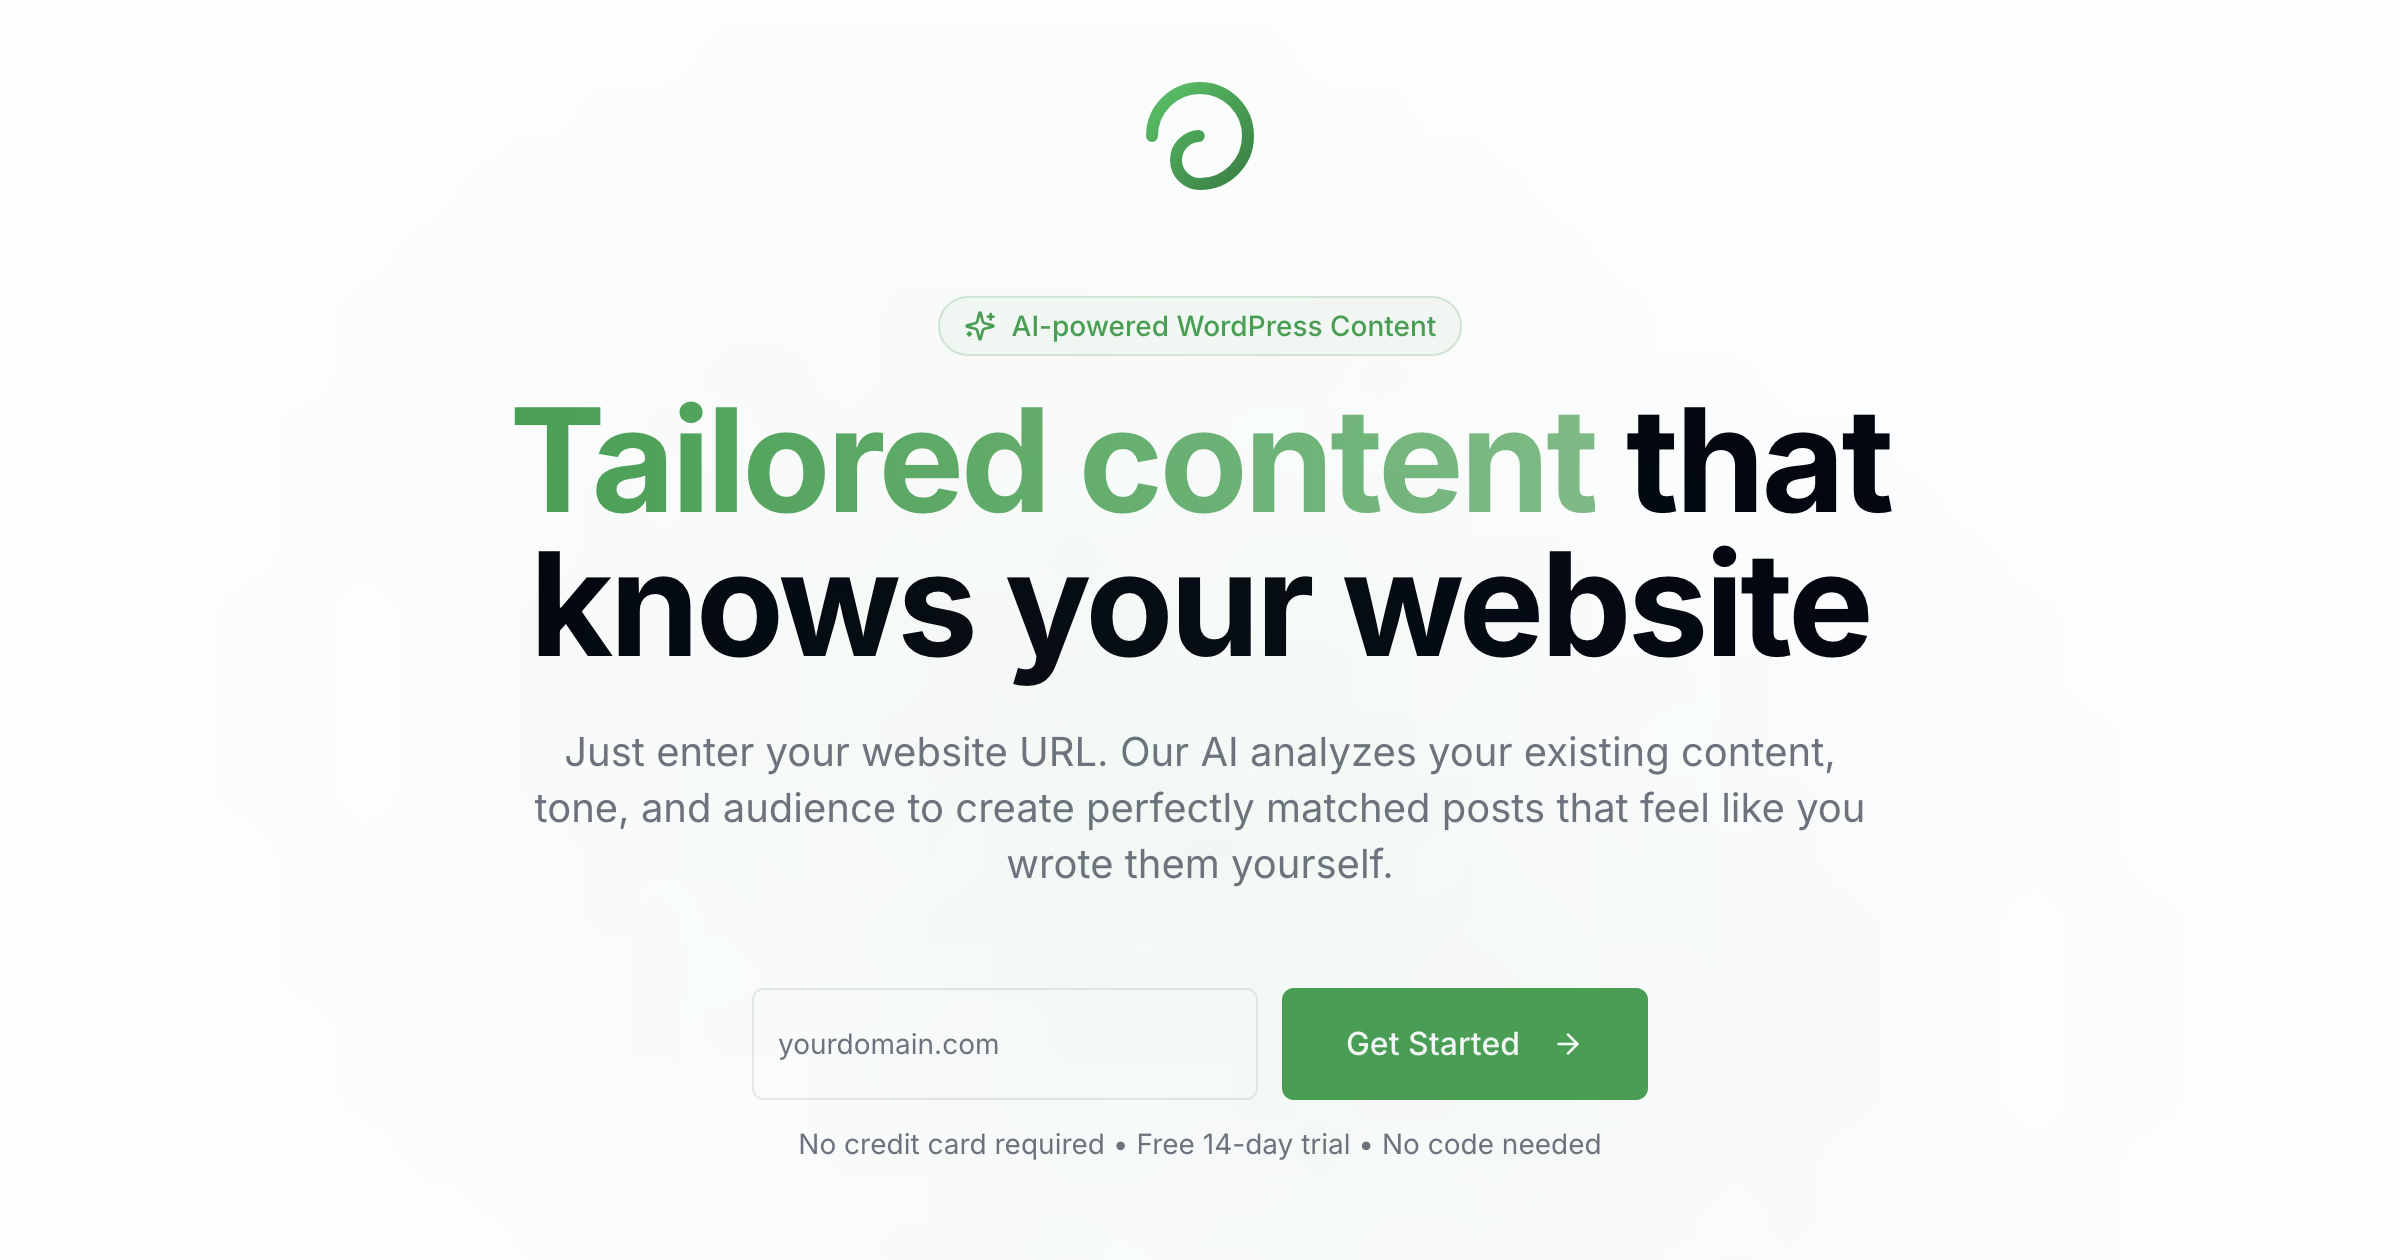 AI-powered WordPress Content
Tailored content that
knows your website
Just enter your website URL. Our AI analyzes your existing content,
tone, and audience to create perfectly matched posts that feel like you
wrote them yourself.
yourdomain.com
Get Started →
No credit card required • Free 14-day trial • No code needed